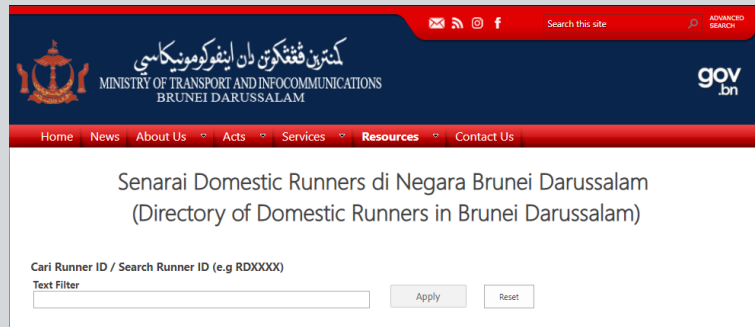 Search this site
ADVANCED
SEARCH
كمنترين ڤڠڠكوتن دان اينفوكومونيكاسي
MINISTRY OF TRANSPORT AND INFOCOMMUNICATIONS
BRUNEI DARUSSALAM
gov
.bn
Home News About Us Acts Services Resources Contact Us
Senarai Domestic Runners di Negara Brunei Darussalam
(Directory of Domestic Runners in Brunei Darussalam)
Cari Runner ID / Search Runner ID (e.g RDXXXX)
Text Filter
Apply Reset